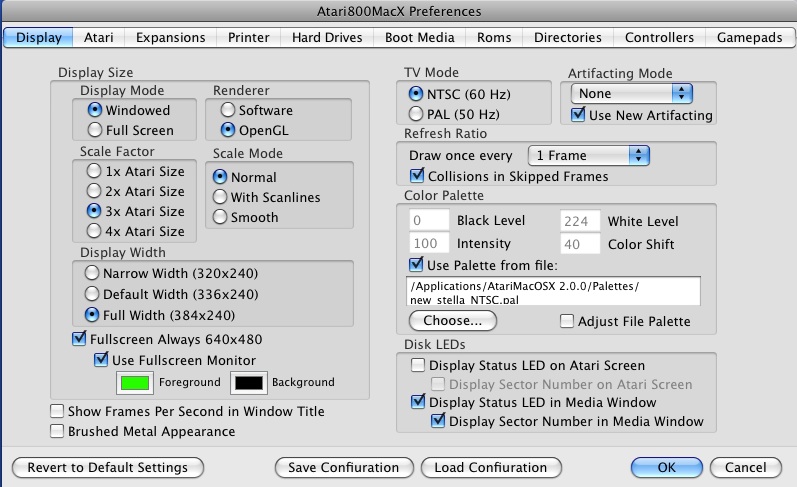 Atari800MacX Preferences
Display Atari Expansions Printer Hard Drives Boot Media Roms Directories Controllers Gamepads
Display Size
Display Mode
Windowed
Full Screen
Renderer
Software
OpenGL
Scale Factor
1x Atari Size
2x Atari Size
3x Atari Size
4x Atari Size
Scale Mode
Normal
With Scanlines
Smooth
Display Width
Narrow Width (320x240)
Default Width (336x240)
Full Width (384x240)
Fullscreen Always 640x480
Use Fullscreen Monitor
Foreground Background
Show Frames Per Second in Window Title
Brushed Metal Appearance
TV Mode
NTSC (60 Hz)
PAL (50 Hz)
Artifacting Mode
None
Use New Artifacting
Refresh Ratio
Draw once every 1 Frame
Collisions in Skipped Frames
Color Palette
0 Black Level 224 White Level
100 Intensity 40 Color Shift
Use Palette from file:
/Applications/AtariMacOSX 2.0.0/Palettes/
new_stella_NTSC.pal
Choose... Adjust File Palette
Disk LEDs
Display Status LED on Atari Screen
Display Sector Number on Atari Screen
Display Status LED in Media Window
Display Sector Number in Media Window
Revert to Default Settings Save Confiuration Load Confiuration OK Cancel